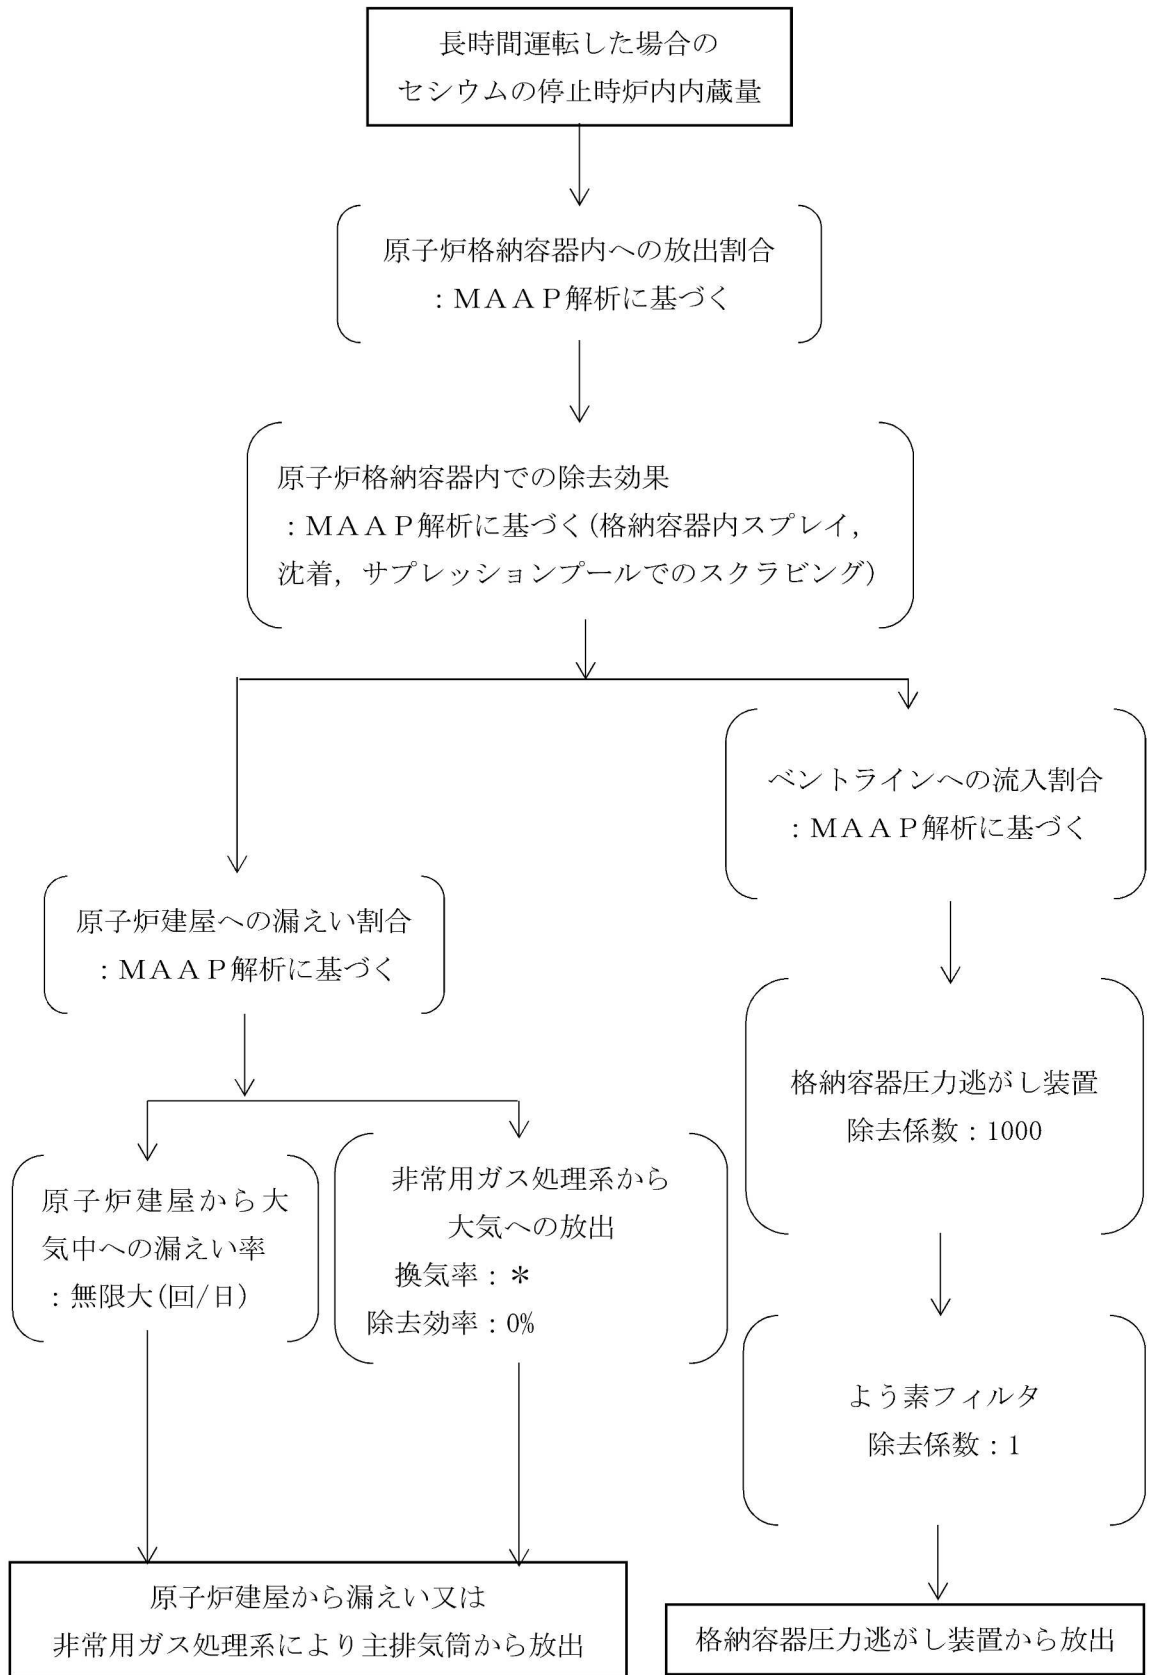 長時間運転した場合の
セシウムの停止時炉内内蔵量
原子炉格納容器内への放出割合
：ＭＡＡＰ解析に基づく
原子炉格納容器内での除去効果
：ＭＡＡＰ解析に基づく(格納容器内スプレイ，
沈着，サプレッションプールでのスクラビング)
ベントラインへの流入割合
：ＭＡＡＰ解析に基づく
原子炉建屋への漏えい割合
：ＭＡＡＰ解析に基づく
格納容器圧力逃がし装置
除去係数：1000
原子炉建屋から大
気中への漏えい率
：無限大(回/日)
非常用ガス処理系から
大気への放出
換気率：＊
除去効率：0%
よう素フィルタ
除去係数：1
原子炉建屋から漏えい又は
非常用ガス処理系により主排気筒から放出
格納容器圧力逃がし装置から放出